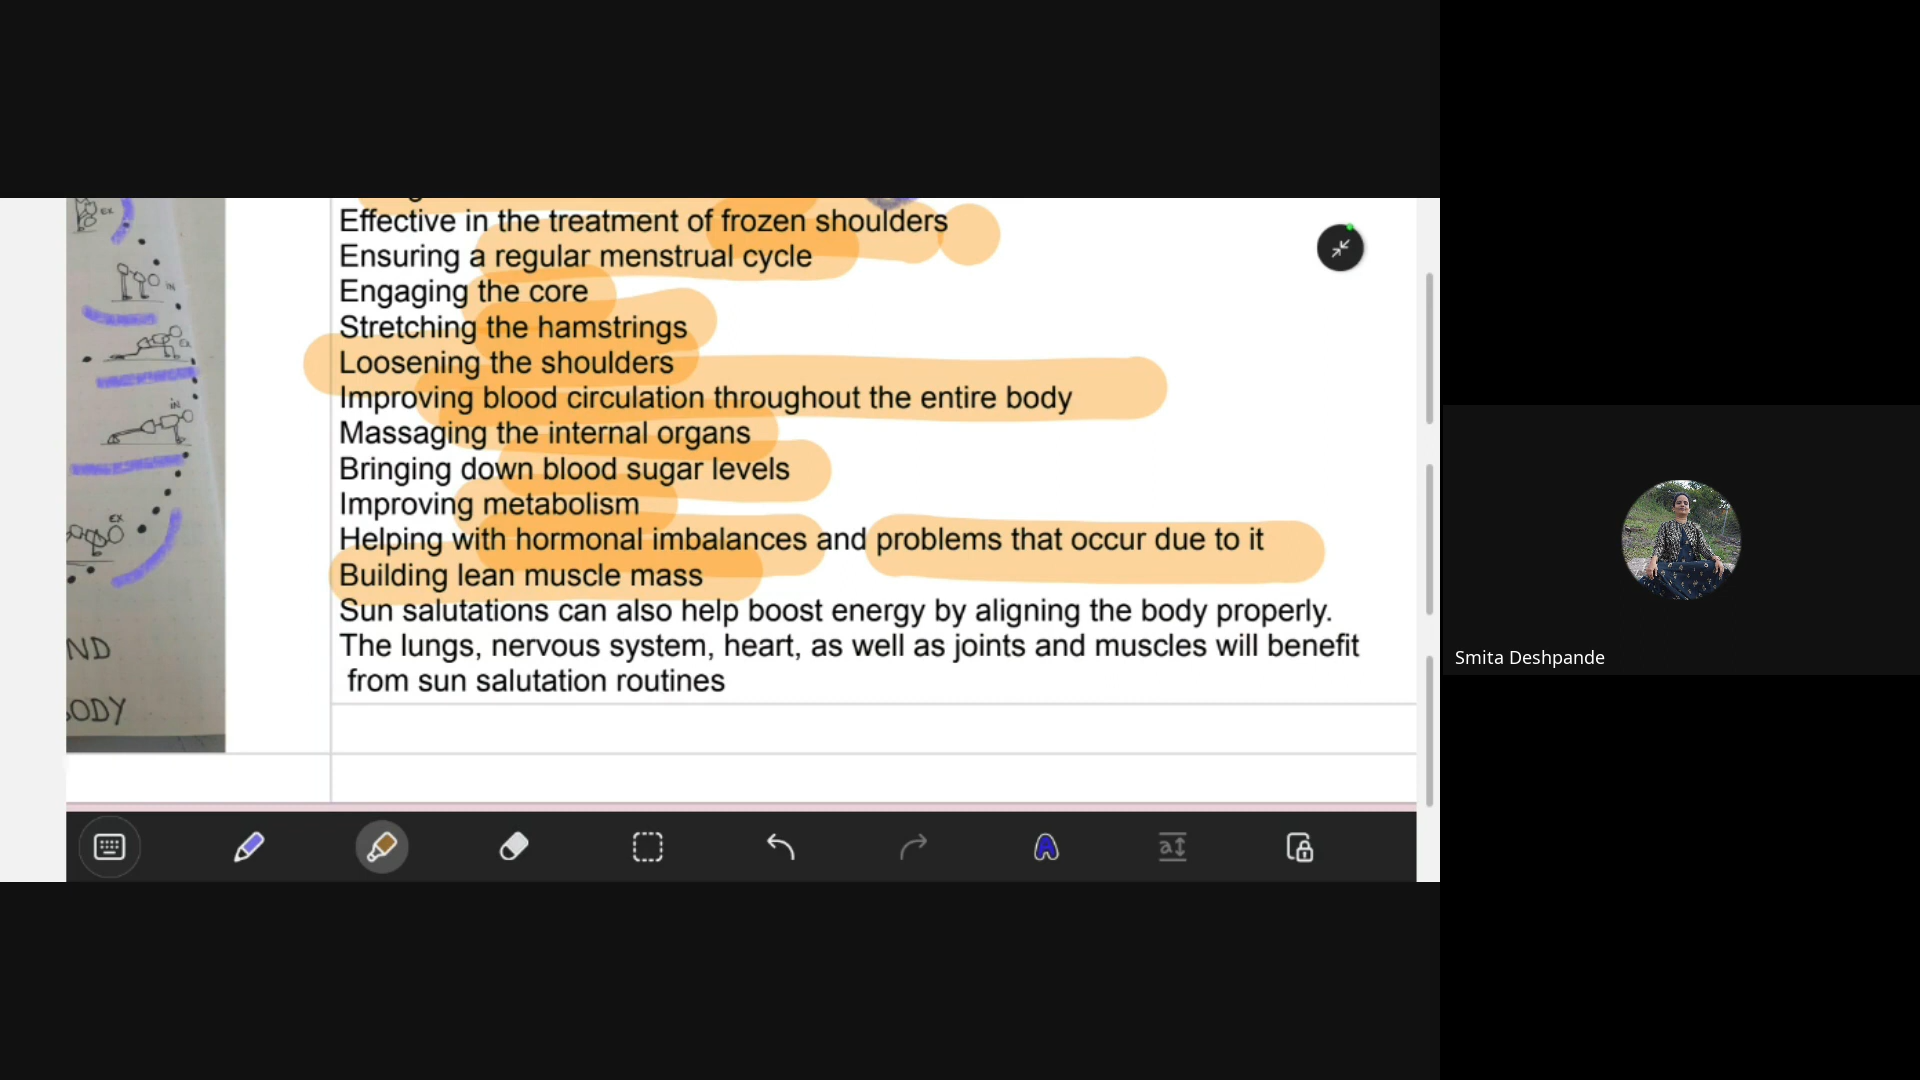 EX
Effective in the treatment of frozen shoulders
Ensuring a regular menstrual cycle
IN
Engaging the core
Stretching the hamstrings
Loosening the shoulders
Improving blood circulation throughout the entire body
IN
Massaging the internal organs
Bringing down blood sugar levels
Improving metabolism
EX
Helping with hormonal imbalances and problems that occur due to it
Building lean muscle mass
Sun salutations can also help boost energy by aligning the body properly.
The lungs, nervous system, heart, as well as joints and muscles will benefit
from sun salutation routines
ND
ODY
Smita Deshpande